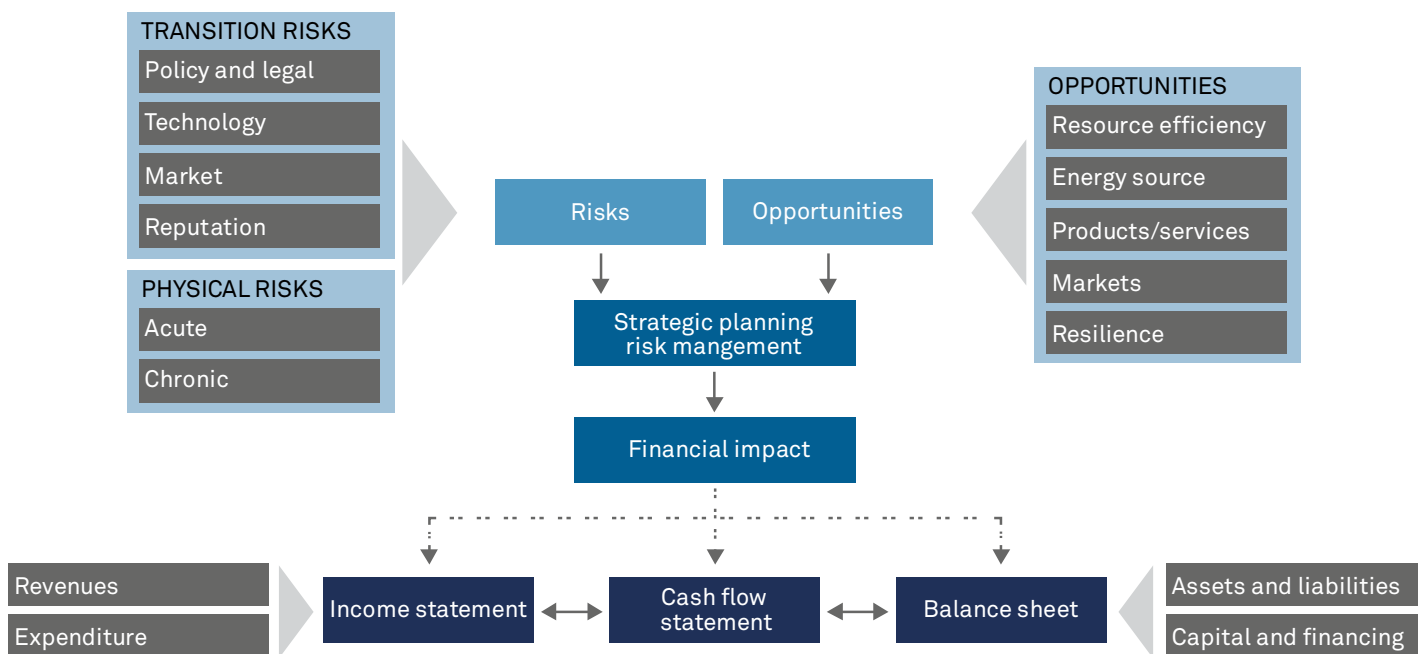 TRANSITION RISKS
Policy and legal
Technology
Market
Reputation
PHYSICAL RISKS
Acute
Chronic
Risks
Opportunities
OPPORTUNITIES
Resource efficiency
Energy source
Products/services
Markets
Resilience
Strategic planning
risk mangement
Financial impact
Revenues
Expenditure
Income statement
Cash flow
statement
Balance sheet
Assets and liabilities
Capital and financing